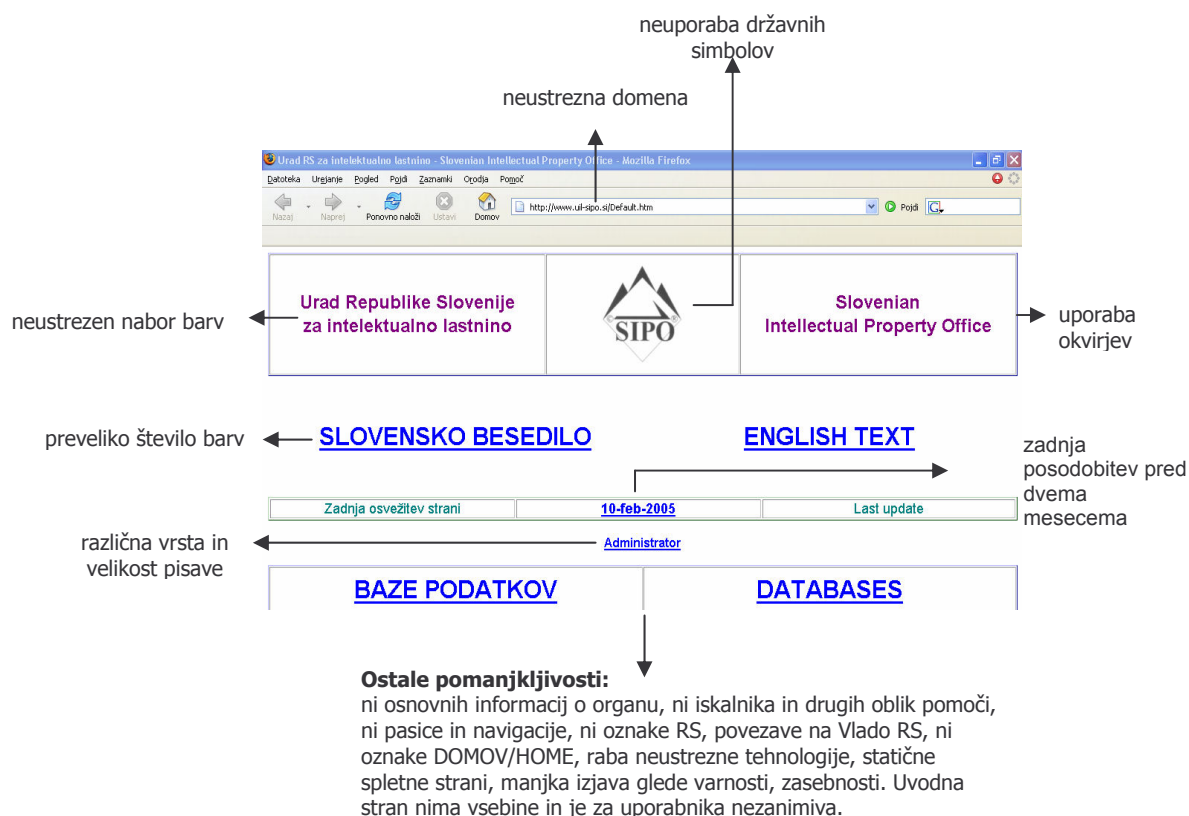 neuporaba državnih
simbolov
neustrezna domena
Urad RS za intelektualno lastnino - Slovenian Intellectual Property Office - Mozilla Firefox
Datoteka Urejanje Pogled Pojdi Zaznamki Orodja Pomoč
Nazaj Naprej Ponovno naloži Ustavi Domov http://www.uil-sipo.si/Default.htm Pojdi G
Urad Republike Slovenije
za intelektualno lastnino
© SIPO
Slovenian
Intellectual Property Office
neustrezen nabor barv
uporaba
okvirjev
preveliko število barv
SLOVENSKO BESEDILO
ENGLISH TEXT
zadnja
posodobitev pred
dvema
mesecema
Zadnja osvežitev strani 10-feb-2005 Last update
različna vrsta in
velikost pisave
Administrator
BAZE PODATKOV DATABASES
Ostale pomanjkljivosti:
ni osnovnih informacij o organu, ni iskalnika in drugih oblik pomoči,
ni pasice in navigacije, ni oznake RS, povezave na Vlado RS, ni
oznake DOMOV/HOME, raba neustrezne tehnologije, statične
spletne strani, manjka izjava glede varnosti, zasebnosti. Uvodna
stran nima vsebine in je za uporabnika nezanimiva.